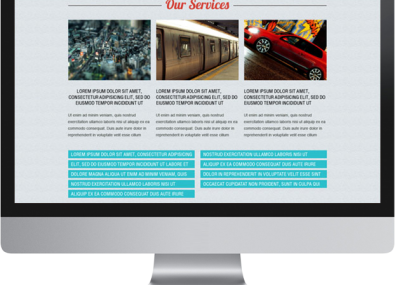 Our Services
LOREM IPSUM DOLOR SIT AMET,
CONSECTETUR ADIPISICING ELIT, SED DO
EIUSMOD TEMPOR INCIDIDUNT UT
LOREM IPSUM DOLOR SIT AMET,
CONSECTETUR ADIPISICING ELIT, SED DO
EIUSMOD TEMPOR INCIDIDUNT UT
LOREM IPSUM DOLOR SIT AMET,
CONSECTETUR ADIPISICING ELIT, SED DO
EIUSMOD TEMPOR INCIDIDUNT UT
Ut enim ad minim veniam, quis nostrud
exercitation ullamco laboris nisi ut aliquip ex ea
commodo consequat. Duis aute irure dolor in
reprehenderit in voluptate velit esse cillum
Ut enim ad minim veniam, quis nostrud
exercitation ullamco laboris nisi ut aliquip ex ea
commodo consequat. Duis aute irure dolor in
reprehenderit in voluptate velit esse cillum
Ut enim ad minim veniam, quis nostrud
exercitation ullamco laboris nisi ut aliquip ex ea
commodo consequat. Duis aute irure dolor in
reprehenderit in voluptate velit esse cillum
LOREM IPSUM DOLOR SIT AMET, CONSECTETUR ADIPISICING
ELIT, SED DO EIUSMOD TEMPOR INCIDIDUNT UT LABORE ET
DOLORE MAGNA ALIQUA UT ENIM AD MINIM VENIAM, QUIS
NOSTRUD EXERCITATION ULLAMCO LABORIS NISI UT
ALIQUIP EX EA COMMODO CONSEQUAT DUIS AUTE IRURE
NOSTRUD EXERCITATION ULLAMCO LABORIS NISI UT
ALIQUIP EX EA COMMODO CONSEQUAT DUIS AUTE IRURE
DOLOR IN REPREHENDERIT IN VOLUPTATE VELIT ESSE SINT
OCCAECAT CUPIDATAT NON PROIDENT, SUNT IN CULPA QUI